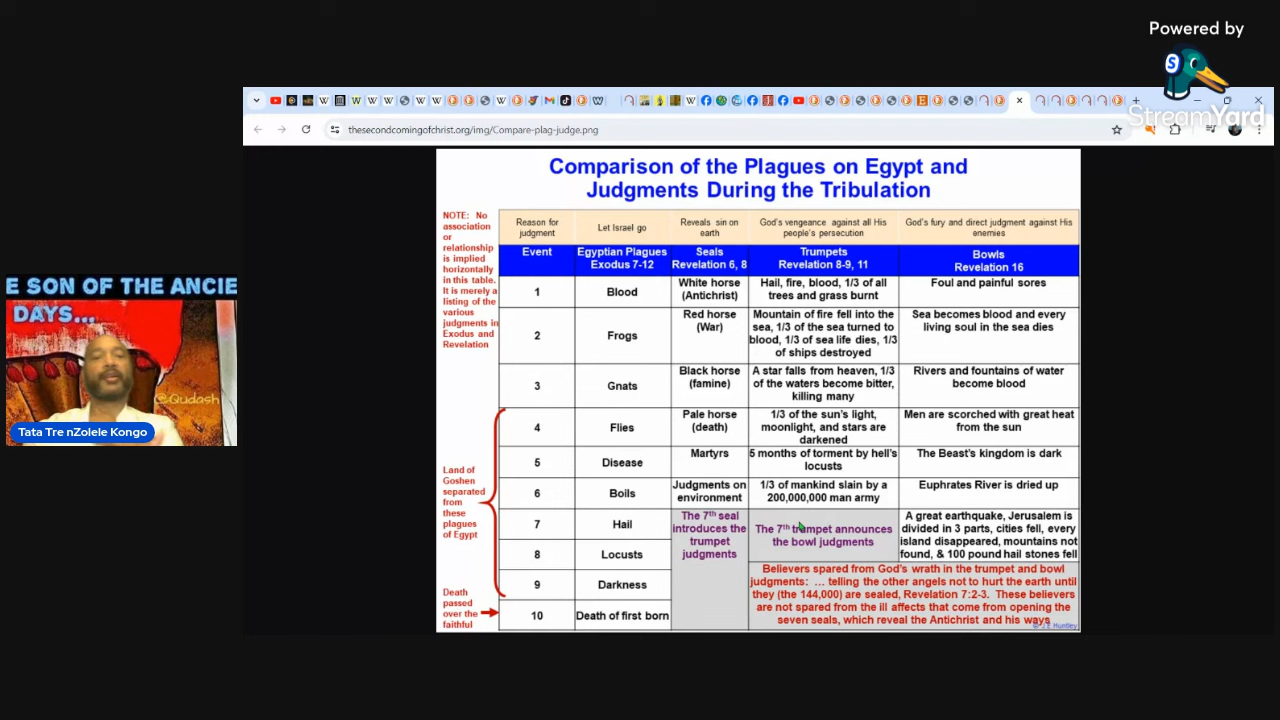 Powered by
StreamYard
thesecondcomingofchrist.org/img/Compare-plag-judge.png
Comparison of the Plagues on Egypt and
Judgments During the Tribulation
NOTE: No
association
or
relationship
is implied
horizontally
in this table.
It is merely a
listing of the
various
judgments in
Exodus and
Revelation
Reason for
judgment
Let Israel go
Reveals sin on
earth
God's vengeance against all His
people's persecution
God's fury and direct judgment against His
enemies
Event
Egyptian Plagues
Exodus 7-12
Seals
Revelation 6, 8
Trumpets
Revelation 8-9, 11
Bowls
Revelation 16
1
Blood
White horse
(Antichrist)
Hail, fire, blood, 1/3 of all
trees and grass burnt
Foul and painful sores
2
Frogs
Red horse
(War)
Mountain of fire fell into the
sea, 1/3 of the sea turned to
blood, 1/3 of sea life dies, 1/3
of ships destroyed
Sea becomes blood and every
living soul in the sea dies
3
Gnats
Black horse
(famine)
A star falls from heaven, 1/3
of the waters become bitter,
killing many
Rivers and fountains of water
become blood
4
Flies
Pale horse
(death)
1/3 of the sun's light,
moonlight, and stars are
darkened
Men are scorched with great heat
from the sun
5
Disease
Martyrs
5 months of torment by hell's
locusts
The Beast's kingdom is dark
6
Boils
Judgments on
environment
1/3 of mankind slain by a
200,000,000 man army
Euphrates River is dried up
7
Hail
The 7th seal
introduces the
trumpet
judgments
The 7th trumpet announces
the bowl judgments
A great earthquake, Jerusalem is
divided in 3 parts, cities fell, every
island disappeared, mountains not
found, & 100 pound hail stones fell
8
Locusts
9
Darkness
10
Death of first born
Believers spared from God's wrath in the trumpet and bowl
judgments: ... telling the other angels not to hurt the earth until
they (the 144,000) are sealed, Revelation 7:2-3. These believers
are not spared from the ill affects that come from opening the
seven seals, which reveal the Antichrist and his ways
© J.E.Huntley
Land of
Goshen
separated
from
these
plagues
of Egypt
Death
passed
over the
faithful
E SON OF THE ANCIE
DAYS...
@Qudash
Tata Tre nZolele Kongo